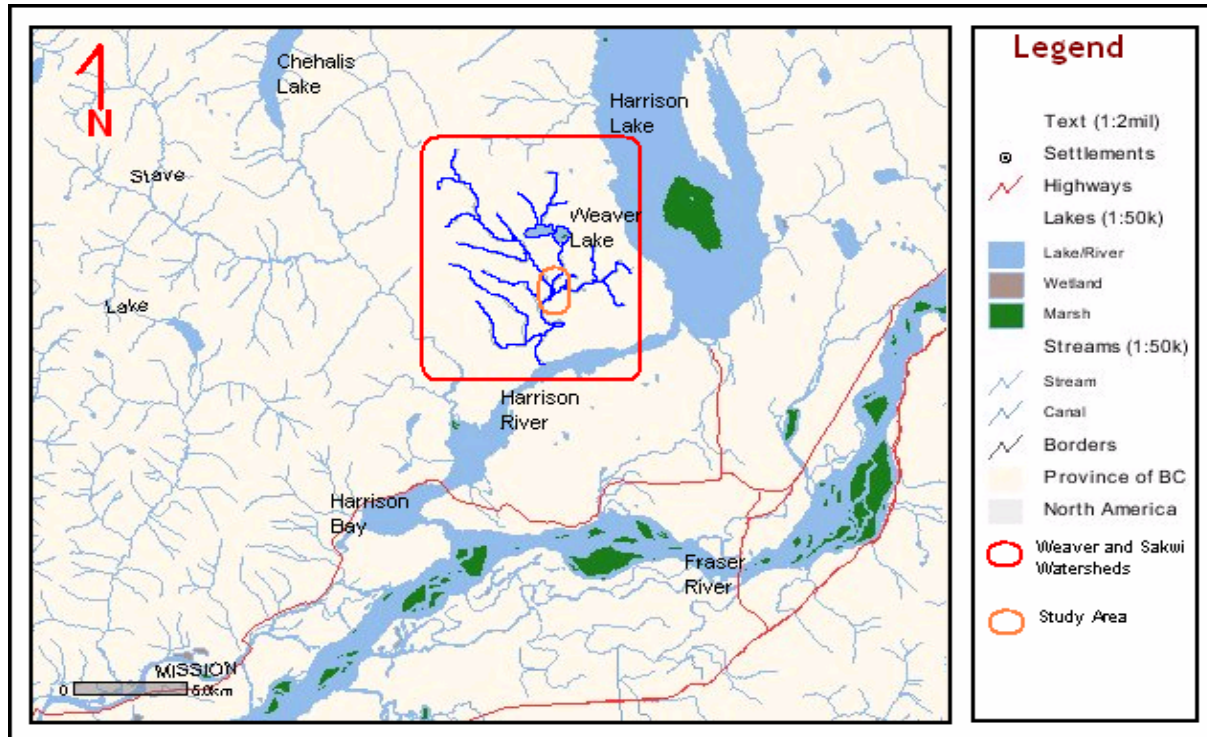 N
Chehalis
Lake
Harrison
Lake
Stave
Weaver
Lake
Lake
Harrison
River
Harrison
Bay
Fraser
River
MISSION
0 5.0km
Legend
Text (1:2mil)
Settlements
Highways
Lakes (1:50k)
Lake/River
Wetland
Marsh
Streams (1:50k)
Stream
Canal
Borders
Province of BC
North America
Weaver and Sakwi
Watersheds
Study Area